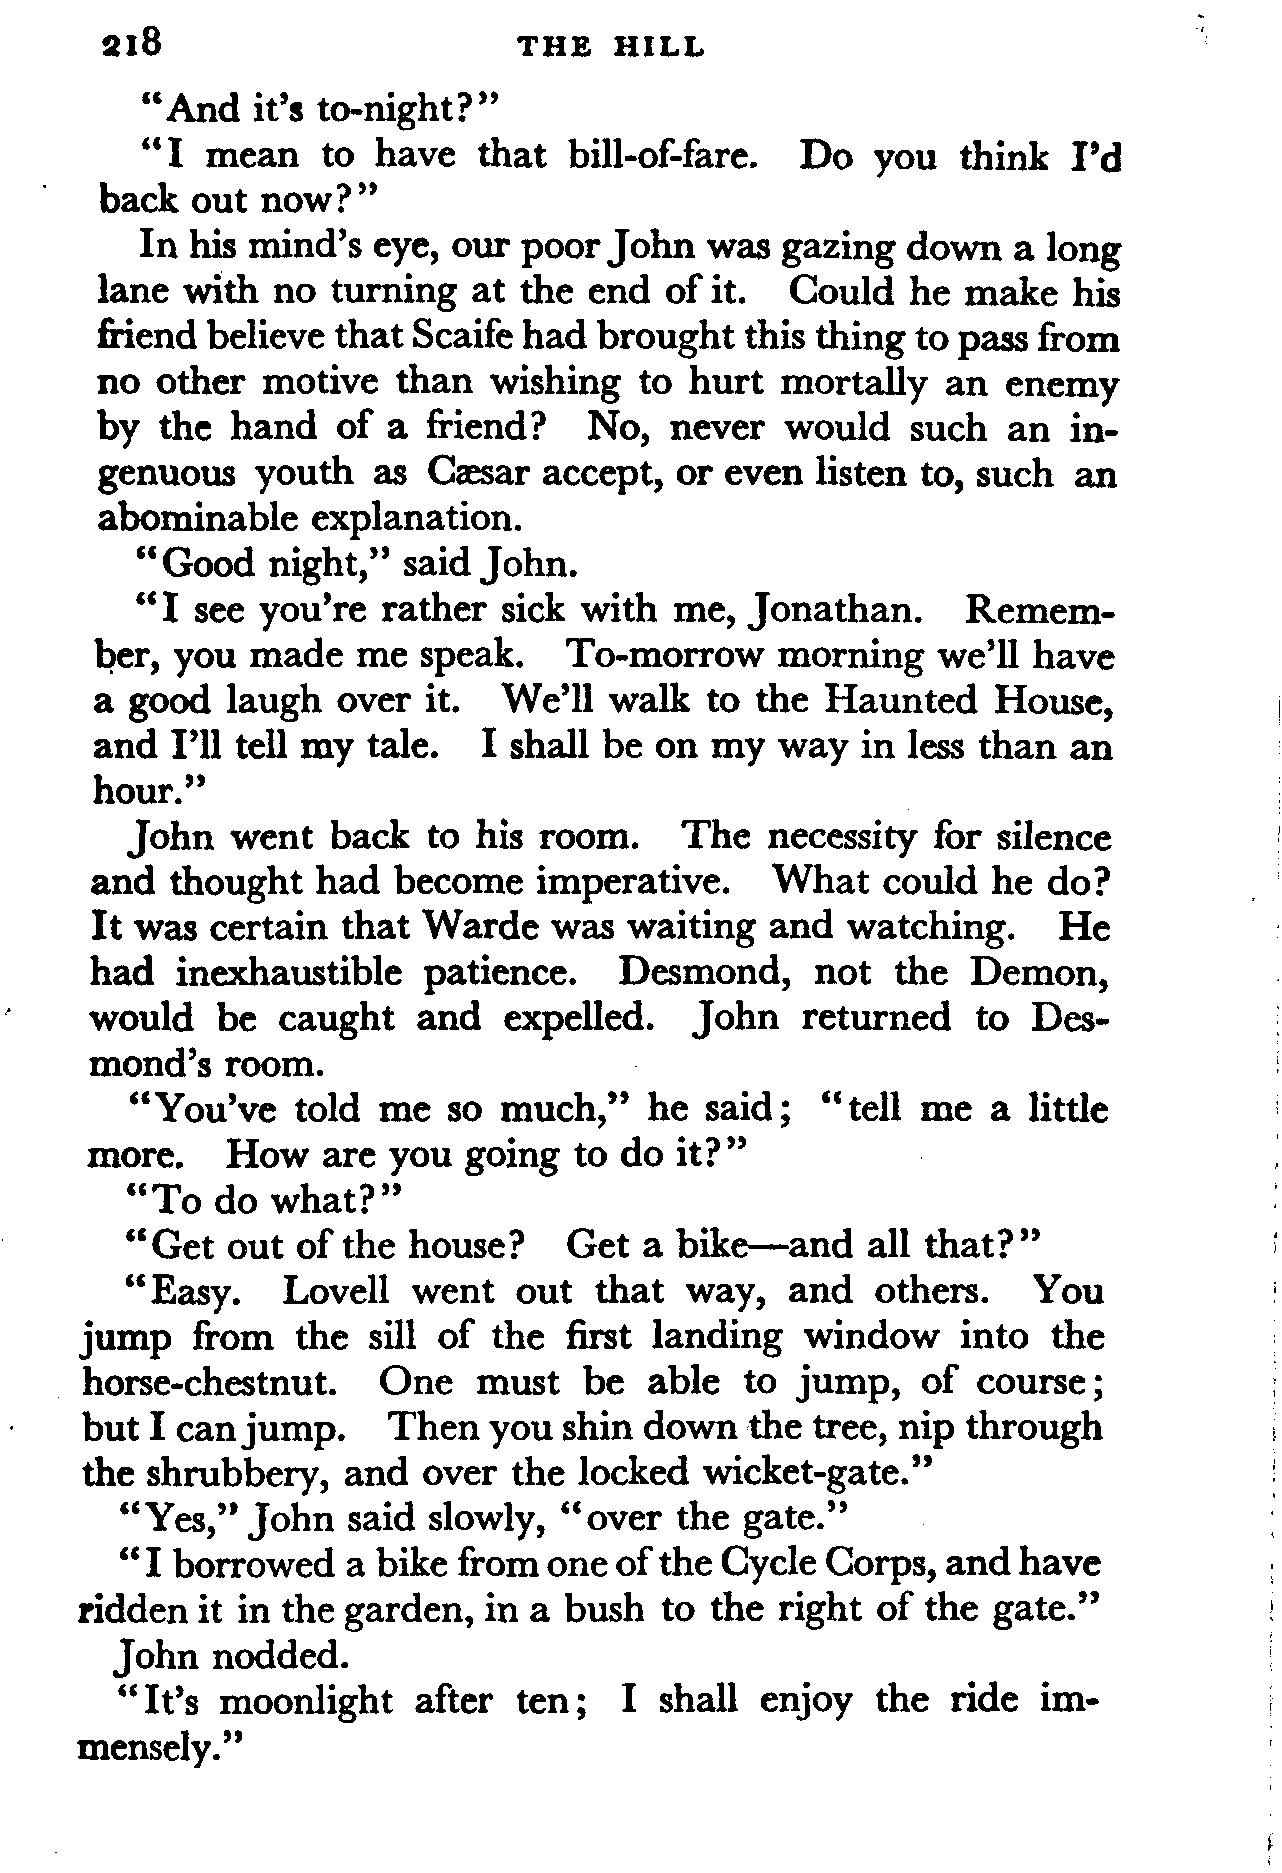 218 THE HILL
“And it's to-night?”
“I mean to have that bill-of-fare. Do you think I'd
back out now?”
In his mind's eye, our poor John was gazing down a long
lane with no turning at the end of it. Could he make his
friend believe that Scaife had brought this thing to pass from
no other motive than wishing to hurt mortally an enemy
by the hand of a friend? No, never would such an in-
genuous youth as Cæsar accept, or even listen to, such an
abominable explanation.
“Good night,” said John.
“I see you're rather sick with me, Jonathan. Remem-
ber, you made me speak. To-morrow morning we'll have
a good laugh over it. We'll walk to the Haunted House,
and I'll tell my tale. I shall be on my way in less than an
hour.”
John went back to his room. The necessity for silence
and thought had become imperative. What could he do?
It was certain that Warde was waiting and watching. He
had inexhaustible patience. Desmond, not the Demon,
would be caught and expelled. John returned to Des-
mond's room.
“You've told me so much,” he said; “tell me a little
more. How are you going to do it?”
“To do what?”
“Get out of the house? Get a bike—and all that?”
“Easy. Lovell went out that way, and others. You
jump from the sill of the first landing window into the
horse-chestnut. One must be able to jump, of course;
but I can jump. Then you shin down the tree, nip through
the shrubbery, and over the locked wicket-gate.”
“Yes,” John said slowly, “over the gate.”
“I borrowed a bike from one of the Cycle Corps, and have
ridden it in the garden, in a bush to the right of the gate.”
John nodded.
“It's moonlight after ten; I shall enjoy the ride im-
mensely.”